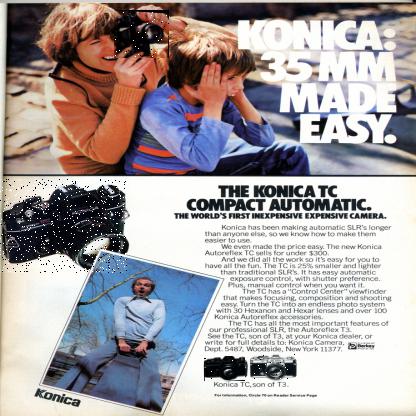 KONICA:
35 MM
MADE
EASY.
THE KONICA TC
COMPACT AUTOMATIC.
THE WORLD'S FIRST INEXPENSIVE EXPENSIVE CAMERA.
Konica has been making automatic SLR's longer
than anyone else, so we know how to make them
easier to use.
We even made the price easy. The new Konica
Autoreflex TC sells for under $300.
And we did all the work so it's easy for you to
have all the fun. The TC is 25% smaller and lighter
than traditional SLR's. It has easy automatic
exposure control, with shutter preference.
Plus, manual control when you want it.
The TC has a "Control Center" viewfinder
that makes focusing, composition and shooting
easy. Turn the TC into an endless photo system
with 30 Hexanon and Hexar lenses and over 100
Konica Autoreflex accessories.
The TC has all the most important features of
our professional SLR, the Autoreflex T3.
See the TC, son of T3, at your Konica dealer, or
write for full details to: Konica Camera,
Dept. 5487, Woodside, New York 11377.
Berkey
Konica
Konica TC, son of T3.
For information, Circle 70 on Reader Service Page